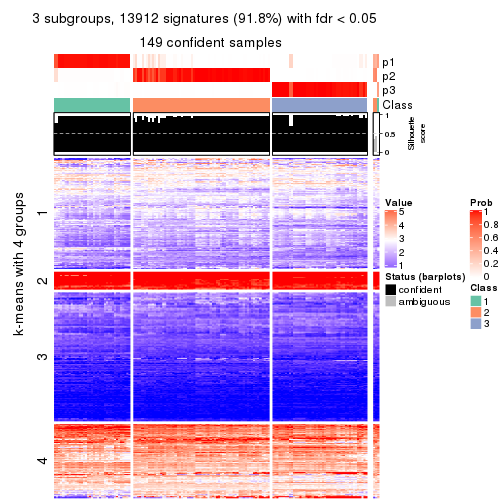 3 subgroups, 13912 signatures (91.8%) with fdr < 0.05
149 confident samples
p1
p2
p3
Class
1
0.5
0
Silhouette
score
k-means with 4 groups
1
2
3
4
Value
5
4
3
2
1
Status (barplots)
confident
ambiguous
Prob
1
0.8
0.6
0.4
0.2
0
Class
1
2
3